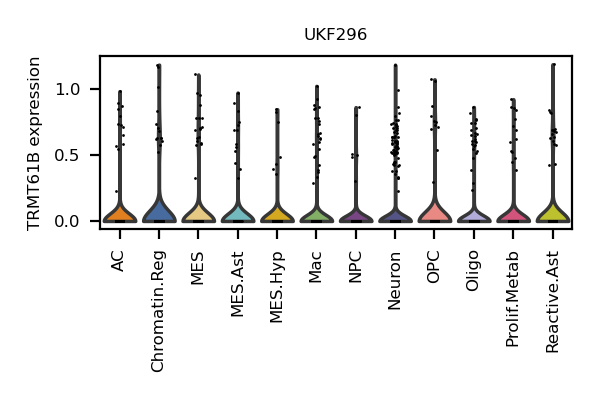 UKF296
TRMT61B expression
1.0
0.5
0.0
AC
Chromatin.Reg
MES
MES.Ast
MES.Hyp
Mac
NPC
Neuron
OPC
Oligo
Prolif.Metab
Reactive.Ast